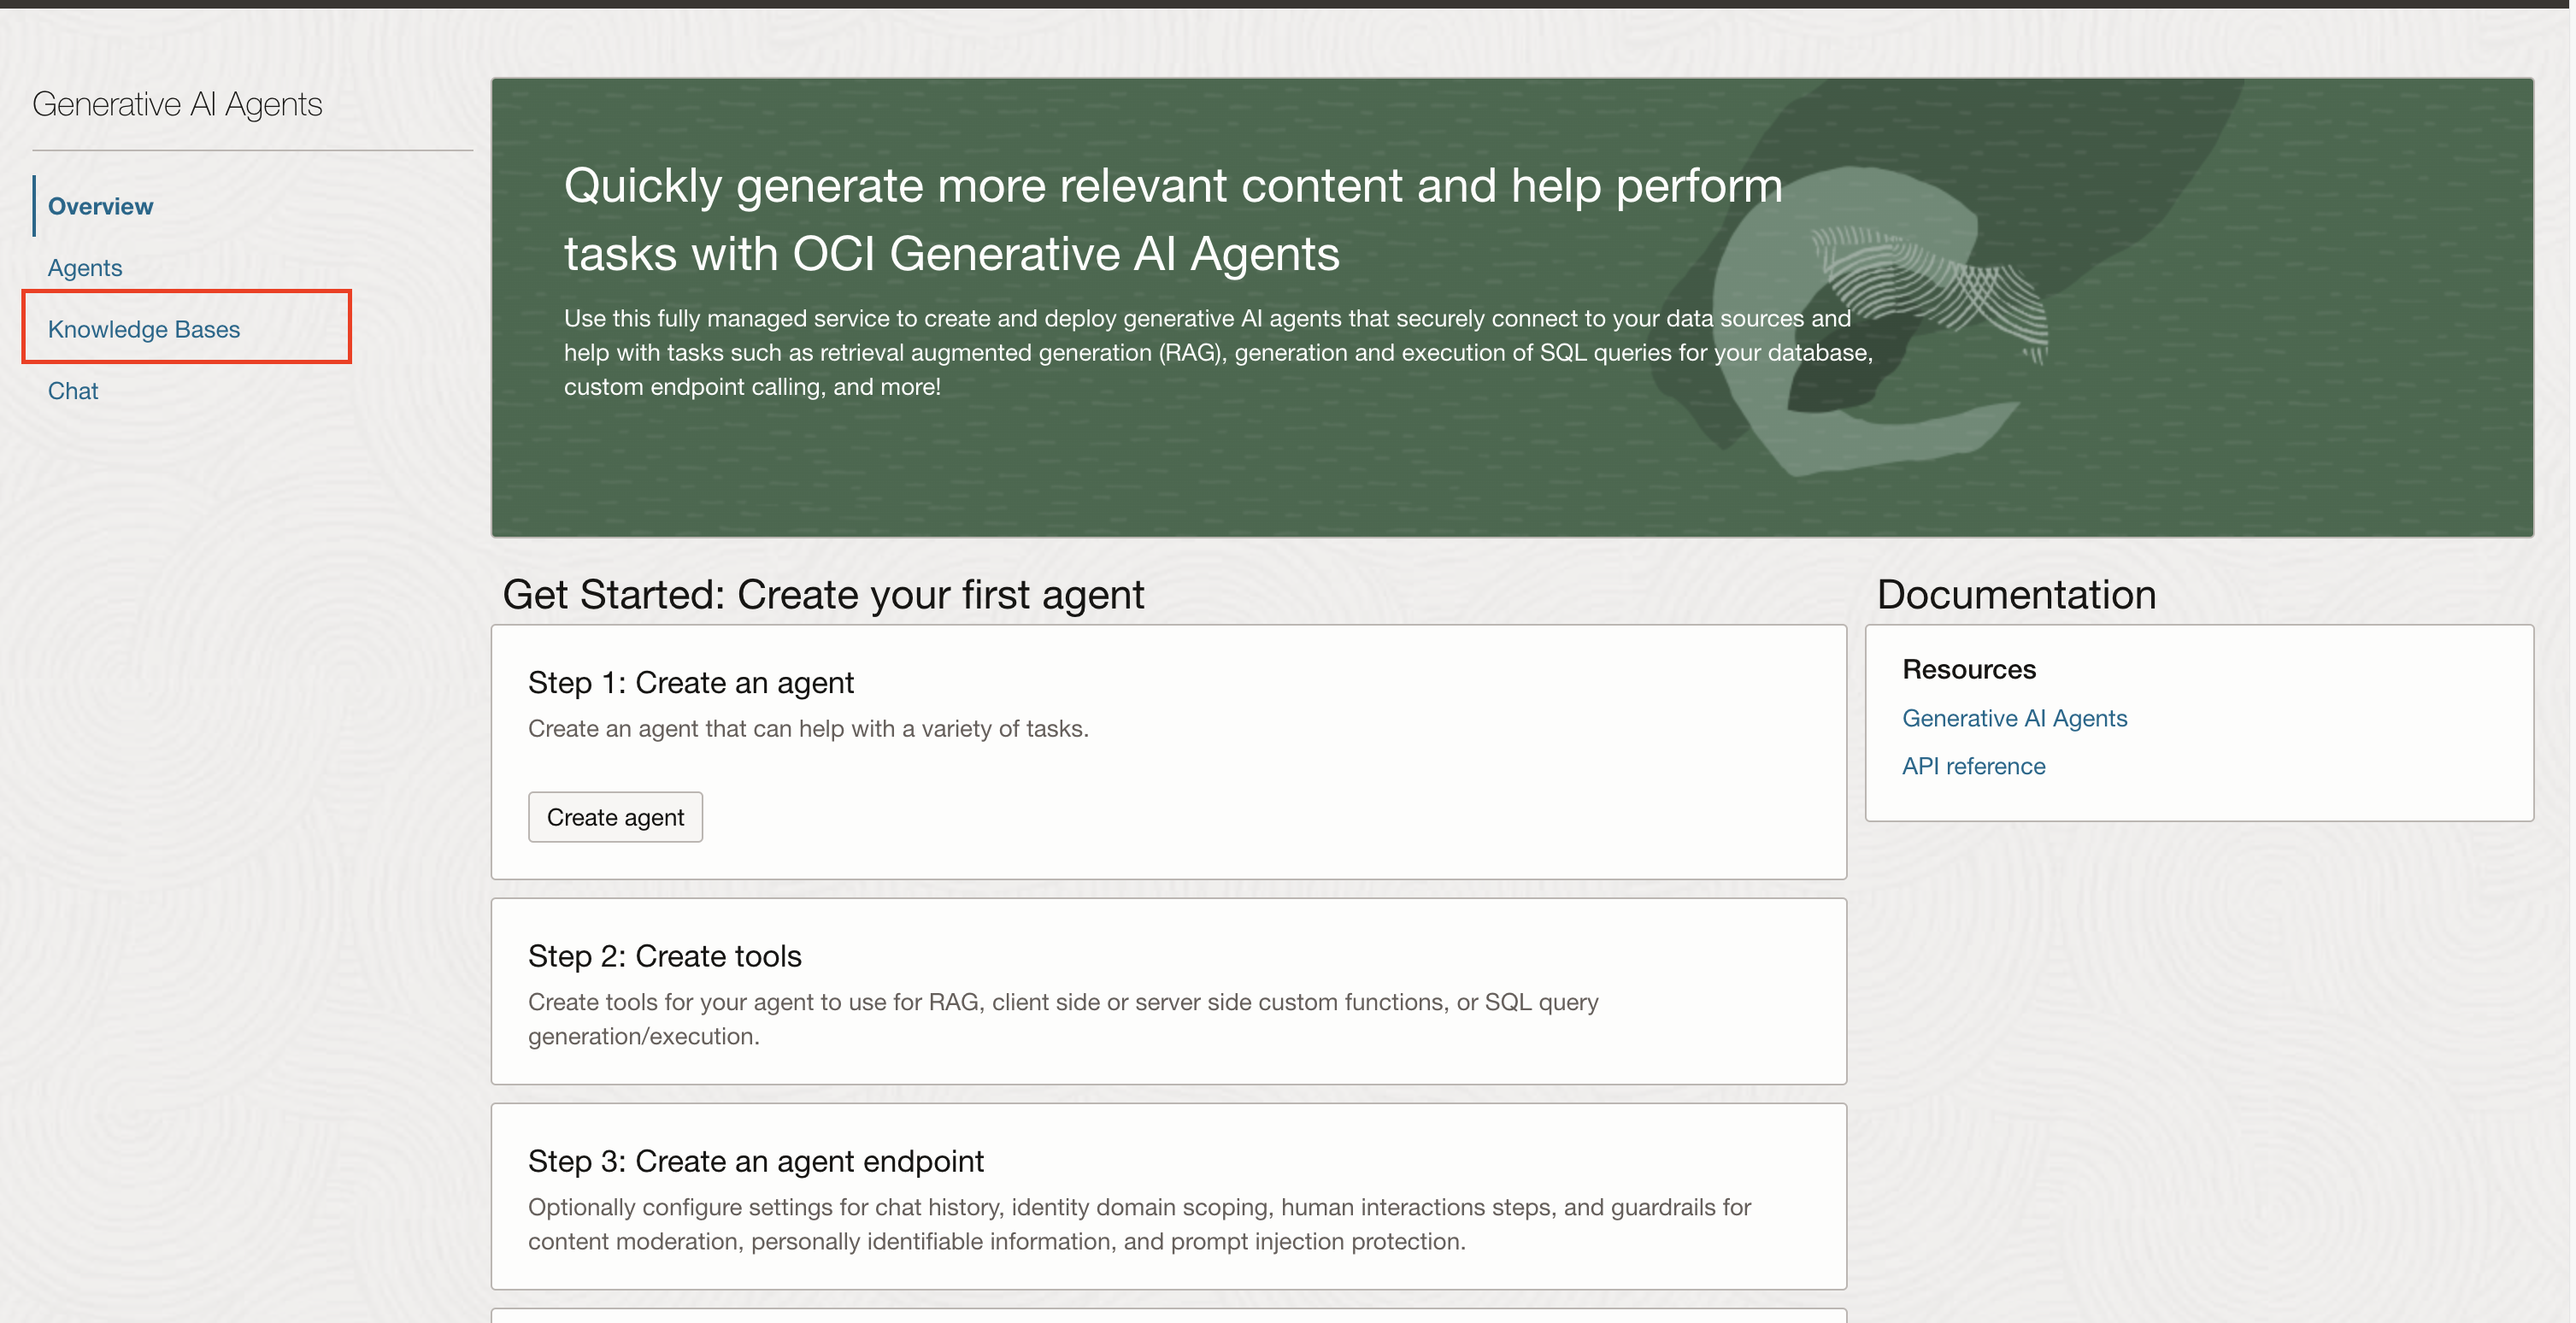 Generative AI Agents
Overview
Agents
Knowledge Bases
Chat
Quickly generate more relevant content and help perform
tasks with OCI Generative AI Agents
Use this fully managed service to create and deploy generative AI agents that securely connect to your data sources and
help with tasks such as retrieval augmented generation (RAG), generation and execution of SQL queries for your database,
custom endpoint calling, and more!
Get Started: Create your first agent
Step 1: Create an agent
Create an agent that can help with a variety of tasks.
Create agent
Step 2: Create tools
Create tools for your agent to use for RAG, client side or server side custom functions, or SQL query
generation/execution.
Step 3: Create an agent endpoint
Optionally configure settings for chat history, identity domain scoping, human interactions steps, and guardrails for
content moderation, personally identifiable information, and prompt injection protection.
Documentation
Resources
Generative AI Agents
API reference